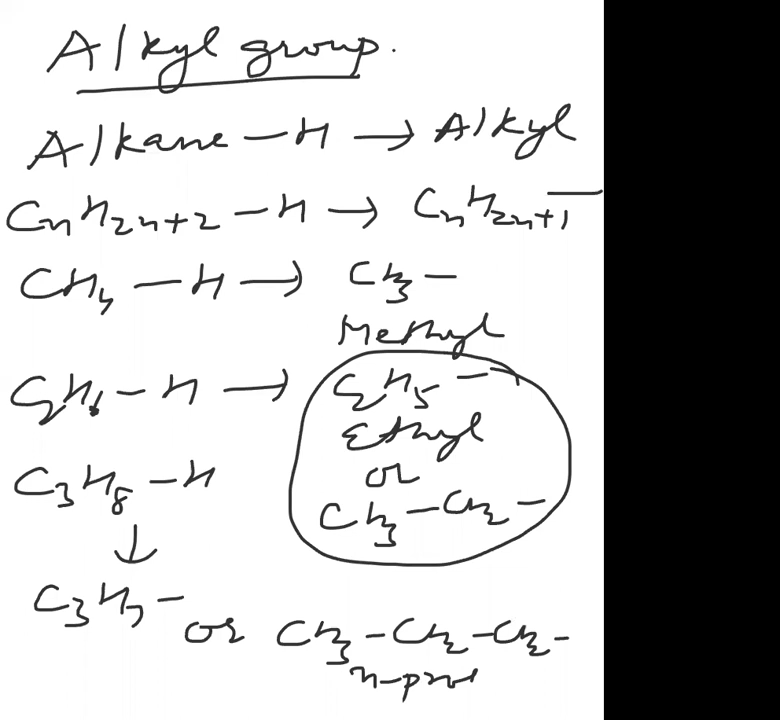 Alkyl group.
Alkane - H → Alkyl
CnH2n+2 - H → CnH2n+1 -
CH4 - H → CH3 -
Methyl
C2H6 - H → C2H5 -
Ethyl
or
CH3 - CH2 -
C3H8 - H
↓
C3H7 -
or CH3 - CH2 - CH2 -